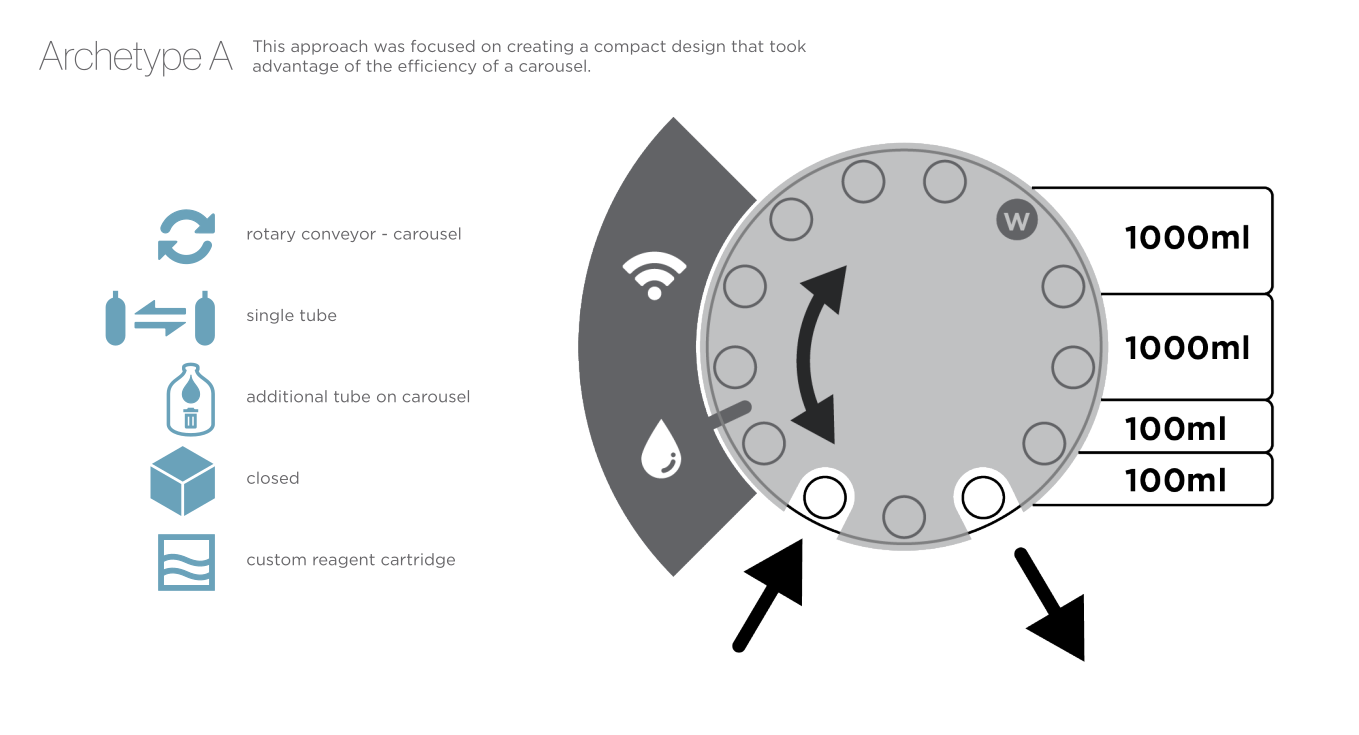 Archetype A
This approach was focused on creating a compact design that took
advantage of the efficiency of a carousel.
rotary conveyor - carousel
single tube
additional tube on carousel
closed
custom reagent cartridge
W
1000ml
1000ml
100ml
100ml